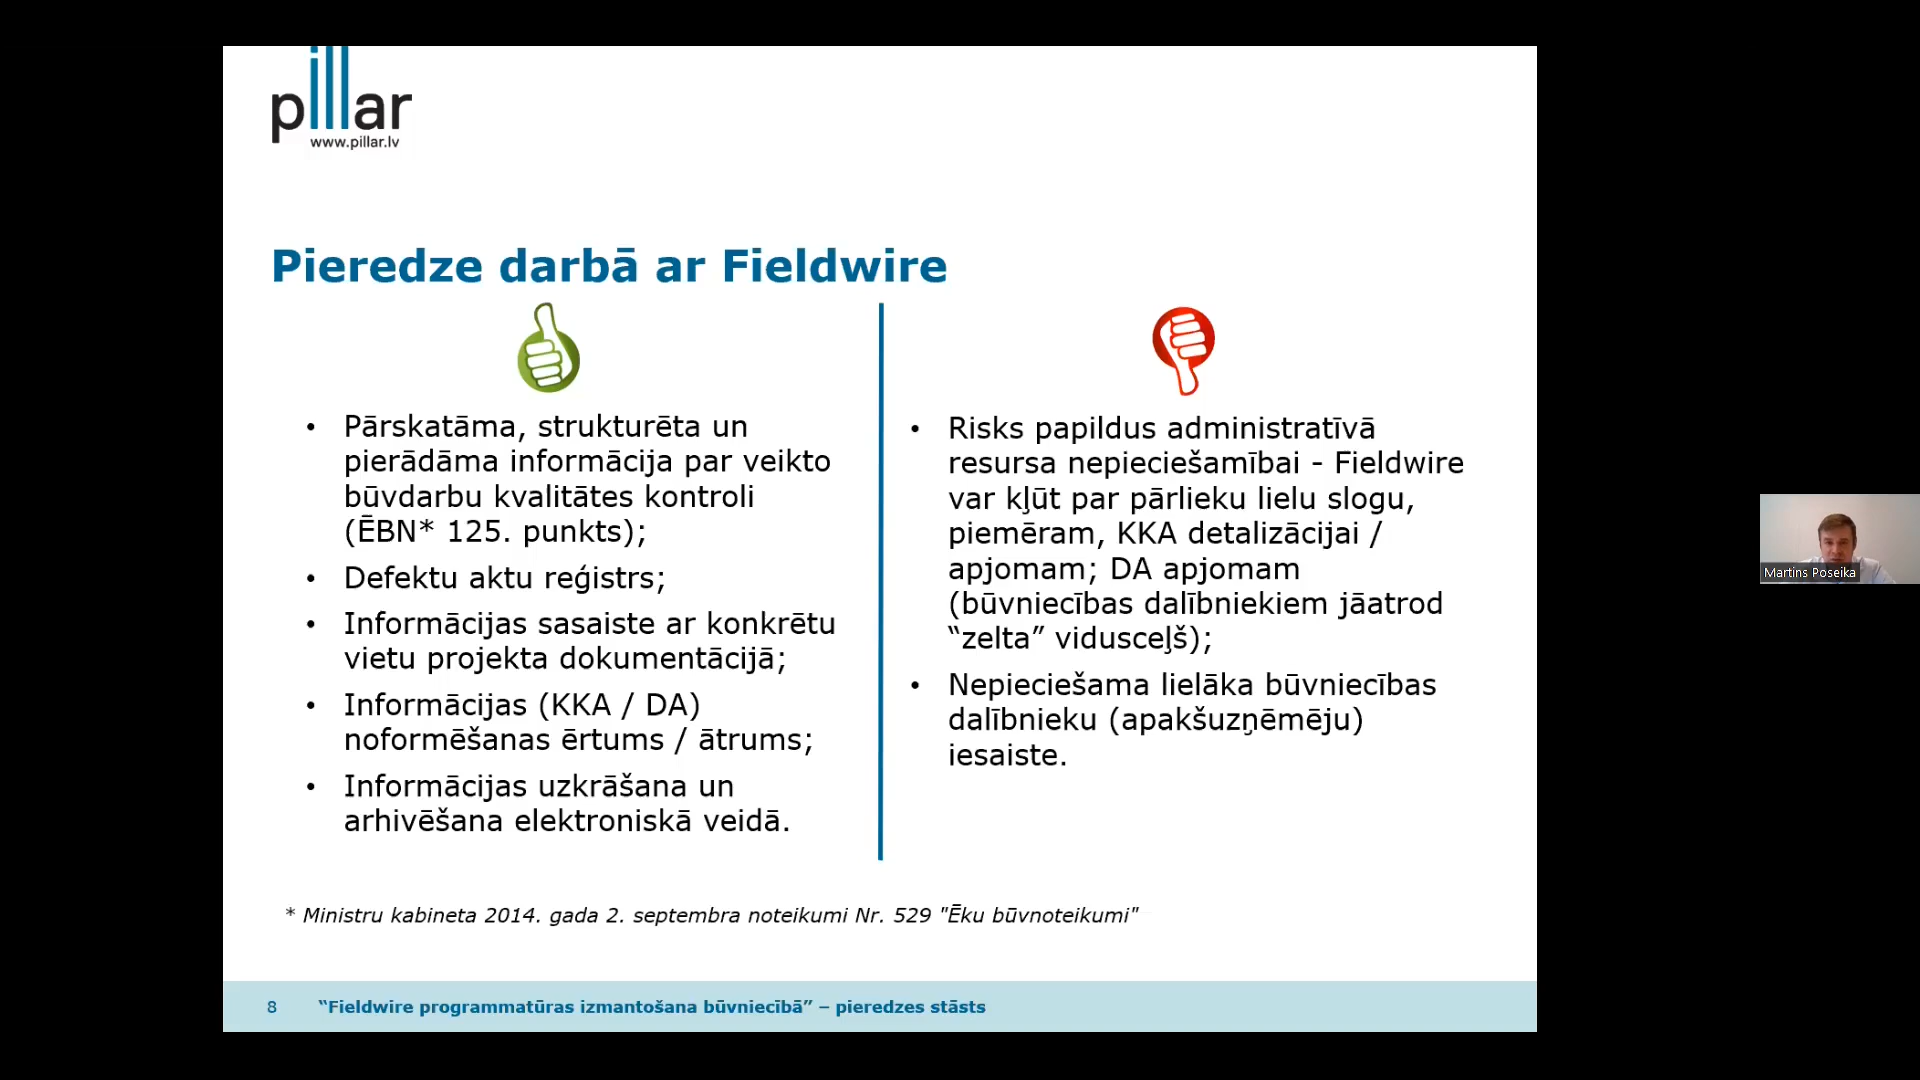 pillar
www.pillar.lv
Pieredze darbā ar Fieldwire
• Pārskatāma, strukturēta un
pierādāma informācija par veikto
būvdarbu kvalitātes kontroli
(ĒBN* 125. punkts);
• Defektu aktu reģistrs;
• Informācijas sasaiste ar konkrētu
vietu projekta dokumentācijā;
• Informācijas (KKA / DA)
noformēšanas ērtums / ātrums;
• Informācijas uzkrāšana un
arhivēšana elektroniskā veidā.
• Risks papildus administratīvā
resursa nepieciešamībai - Fieldwire
var kļūt par pārlieku lielu slogu,
piemēram, KKA detalizācijai /
apjomam; DA apjomam
(būvniecības dalībniekiem jāatrod
“zelta” vidusceļš);
• Nepieciešama lielāka būvniecības
dalībnieku (apakšuzņēmēju)
iesaiste.
* Ministru kabineta 2014. gada 2. septembra noteikumi Nr. 529 "Ēku būvnoteikumi"
8 “Fieldwire programmatūras izmantošana būvniecībā” – pieredzes stāsts
Martins Poseika